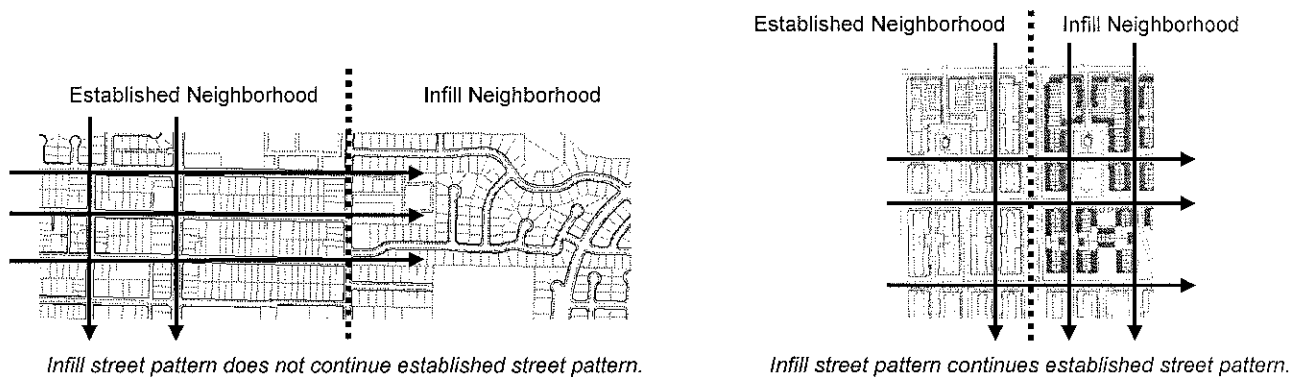 Established Neighborhood
Infill Neighborhood
Infill street pattern does not continue established street pattern.
Established Neighborhood
Infill Neighborhood
Infill street pattern continues established street pattern.